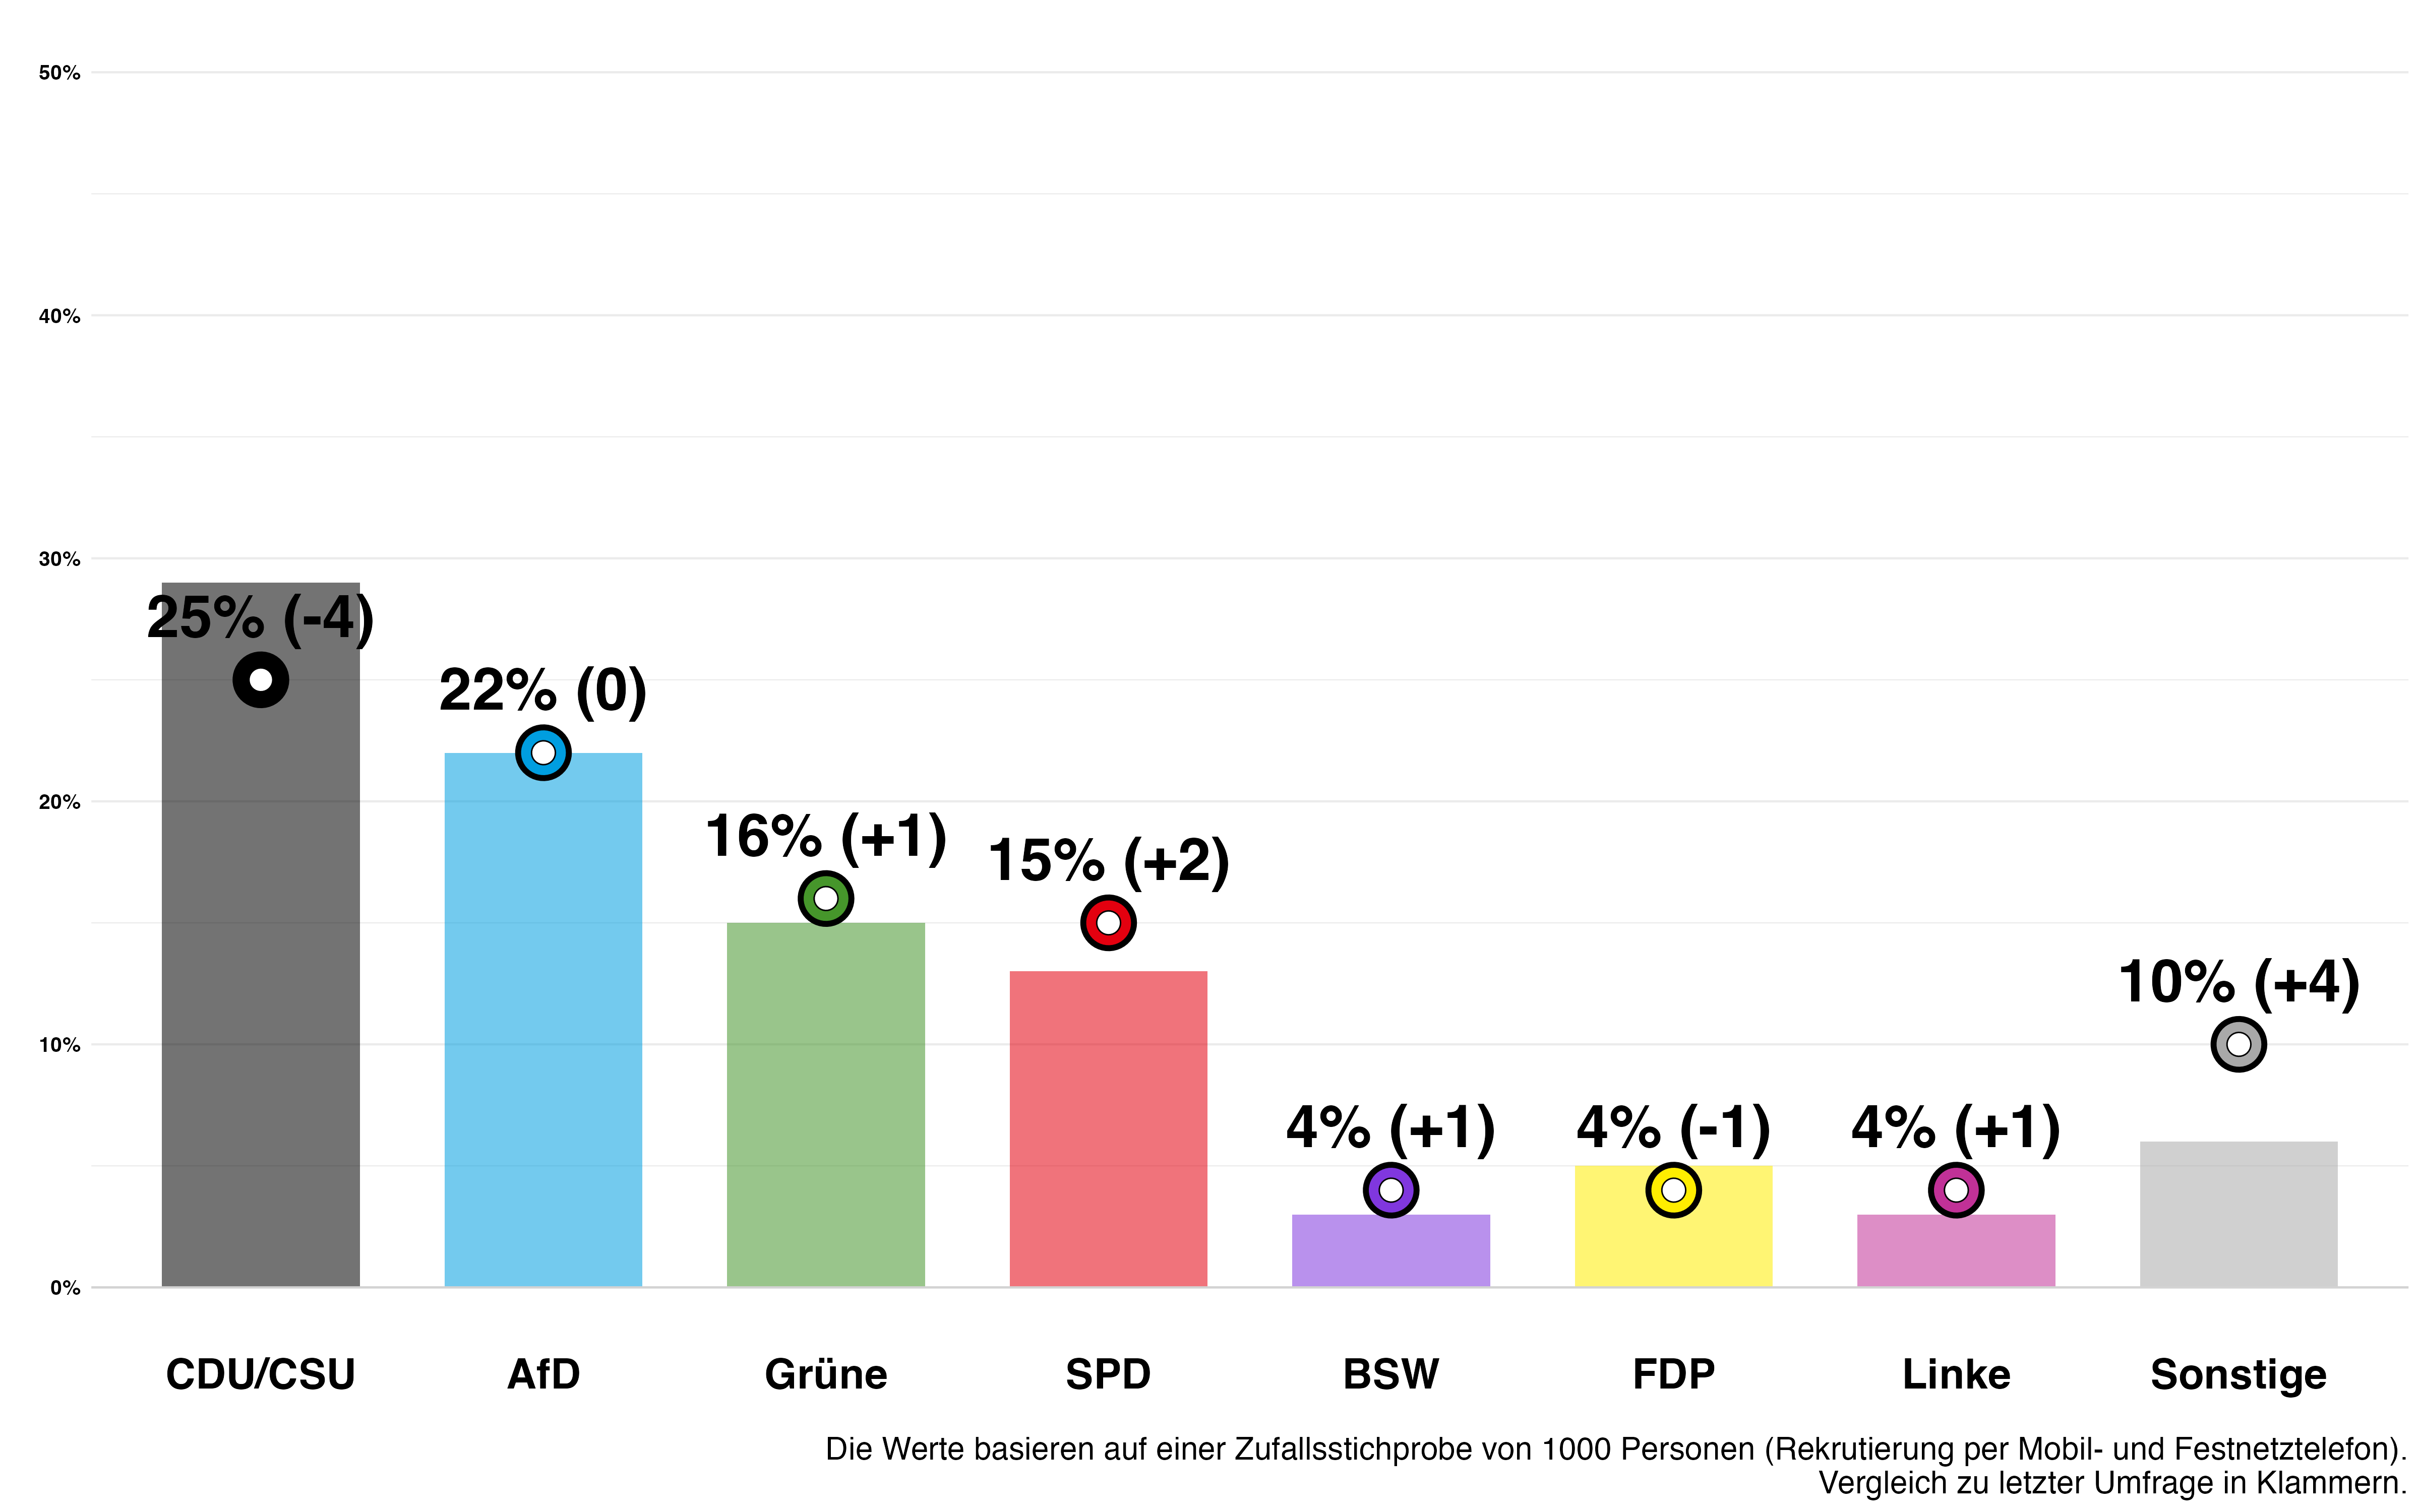 50%
40%
30%
20%
10%
0%
25% (-4)
22% (0)
16% (+1)
15% (+2)
4% (+1)
4% (-1)
4% (+1)
10% (+4)
CDU/CSU
AfD
Grüne
SPD
BSW
FDP
Linke
Sonstige
Die Werte basieren auf einer Zufallsstichprobe von 1000 Personen (Rekrutierung per Mobil- und Festnetztelefon).
Vergleich zu letzter Umfrage in Klammern.